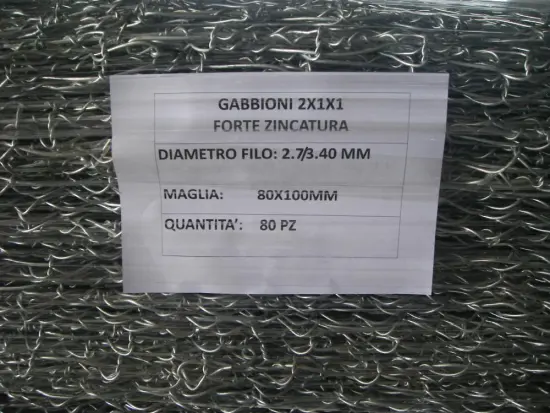 GABBIONI 2X1X1
FORTE ZINCATURA
DIAMETRO FILO: 2.7/3.40 MM
MAGLIA: 80X100MM
QUANTITA’: 80 PZ